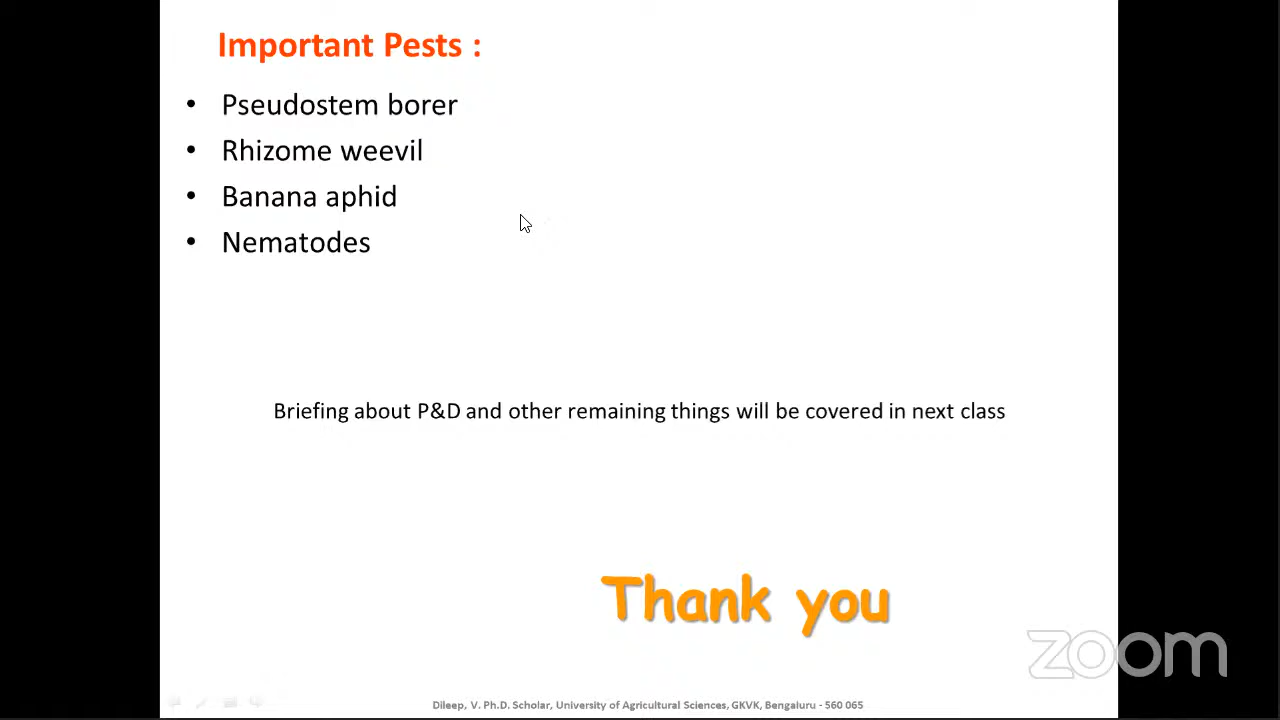 Important Pests :
• Pseudostem borer
• Rhizome weevil
• Banana aphid
• Nematodes
Briefing about P&D and other remaining things will be covered in next class
Thank you
zoom
Dileep, V. Ph.D. Scholar, University of Agricultural Sciences, GKVK, Bengaluru - 560 065